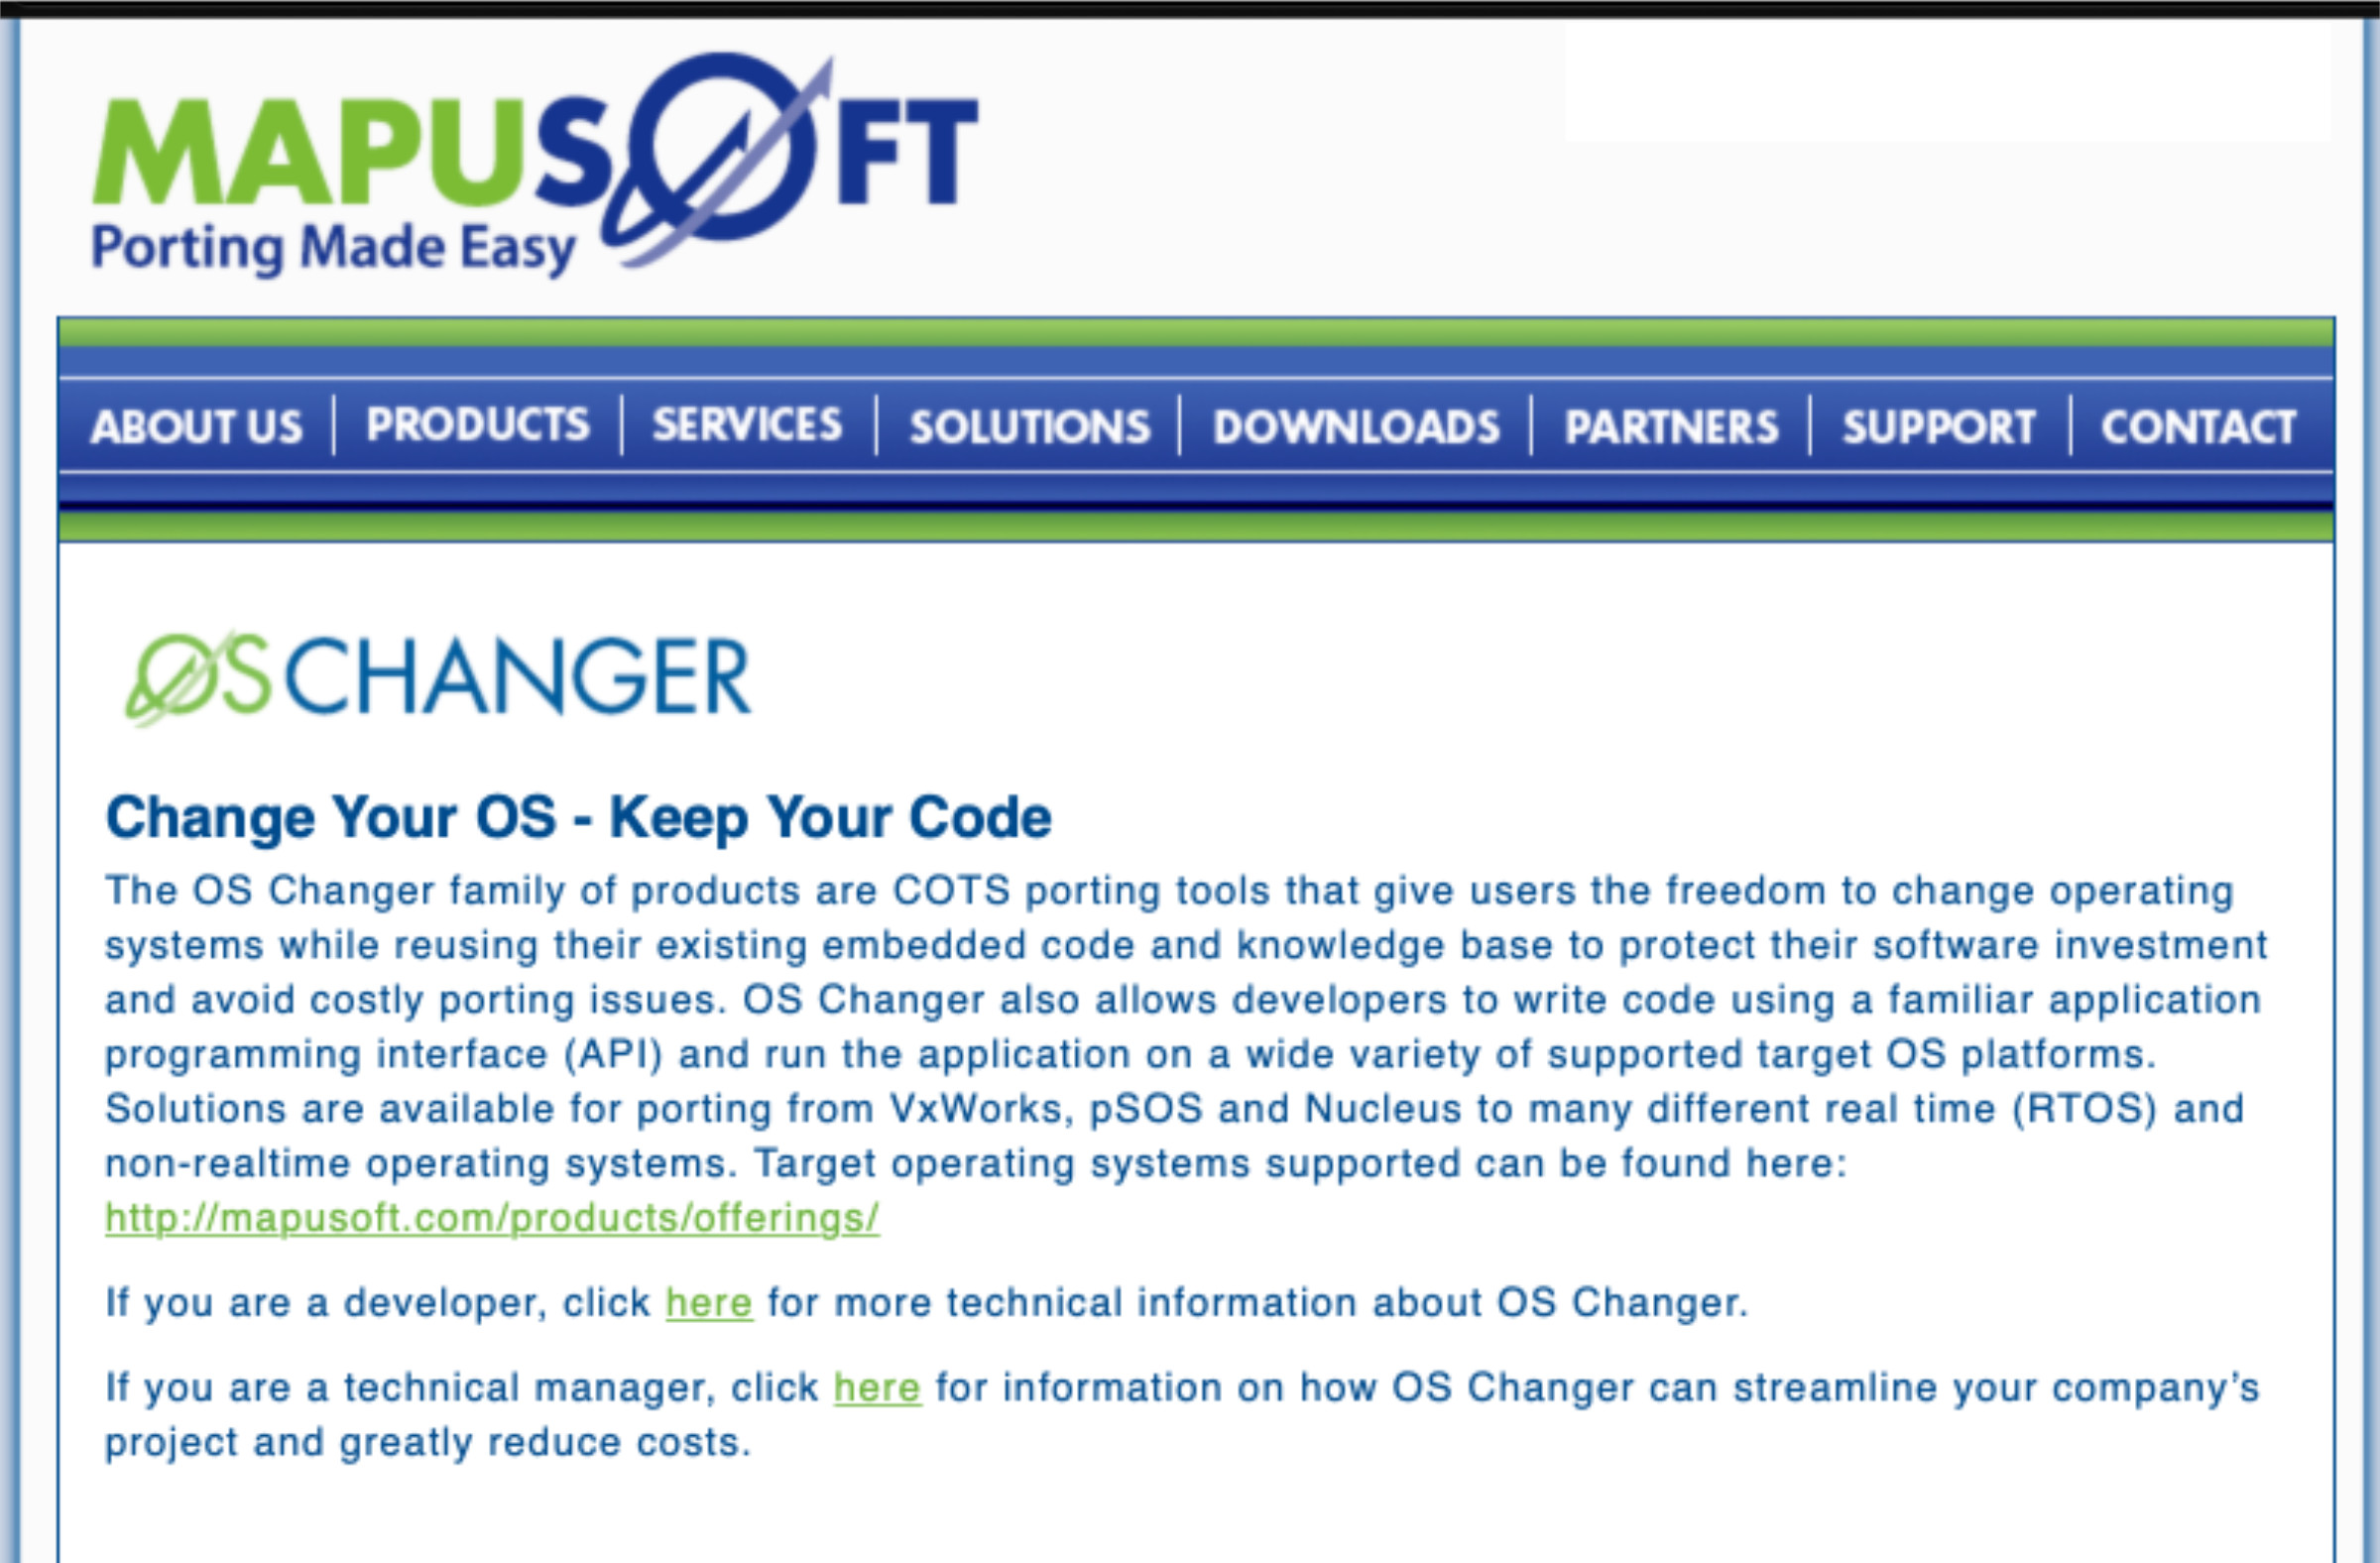 MAPUSOFT
Porting Made Easy
ABOUT US | PRODUCTS | SERVICES | SOLUTIONS | DOWNLOADS | PARTNERS | SUPPORT | CONTACT
OS CHANGER
Change Your OS - Keep Your Code
The OS Changer family of products are COTS porting tools that give users the freedom to change operating
systems while reusing their existing embedded code and knowledge base to protect their software investment
and avoid costly porting issues. OS Changer also allows developers to write code using a familiar application
programming interface (API) and run the application on a wide variety of supported target OS platforms.
Solutions are available for porting from VxWorks, pSOS and Nucleus to many different real time (RTOS) and
non-realtime operating systems. Target operating systems supported can be found here:
http://mapusoft.com/products/offerings/
If you are a developer, click here for more technical information about OS Changer.
If you are a technical manager, click here for information on how OS Changer can streamline your company’s
project and greatly reduce costs.